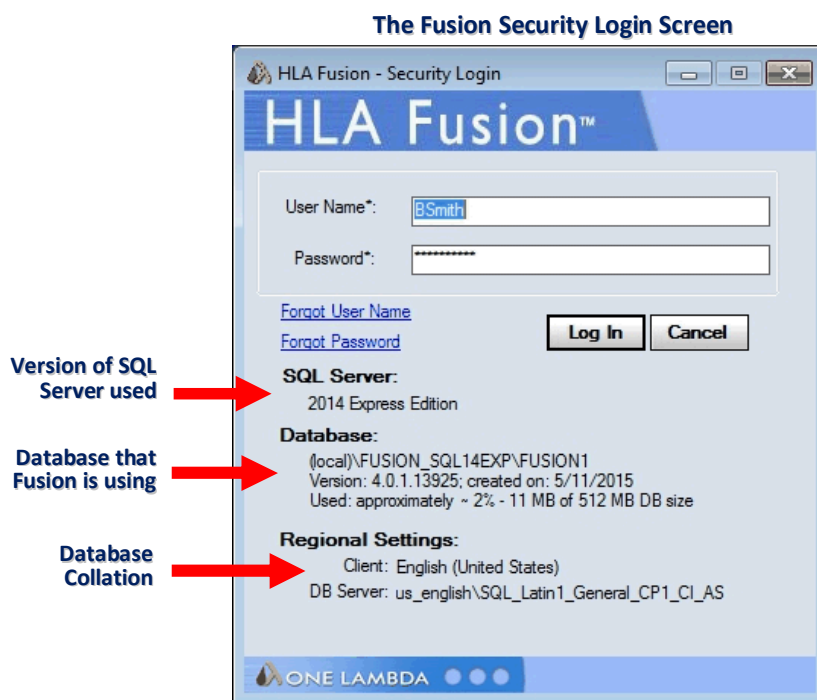 The Fusion Security Login Screen
HLA Fusion - Security Login
HLA Fusion™
User Name*:
BSmith
Password*:
**********
Forgot User Name
Forgot Password
Log In
Cancel
Version of SQL
Server used
SQL Server:
2014 Express Edition
Database that
Fusion is using
Database:
(local)\FUSION_SQL14EXP\FUSION1
Version: 4.0.1.13925; created on: 5/11/2015
Used: approximately ~ 2% - 11 MB of 512 MB DB size
Database
Collation
Regional Settings:
Client: English (United States)
DB Server: us_english\SQL_Latin1_General_CP1_CI_AS
ONE LAMBDA